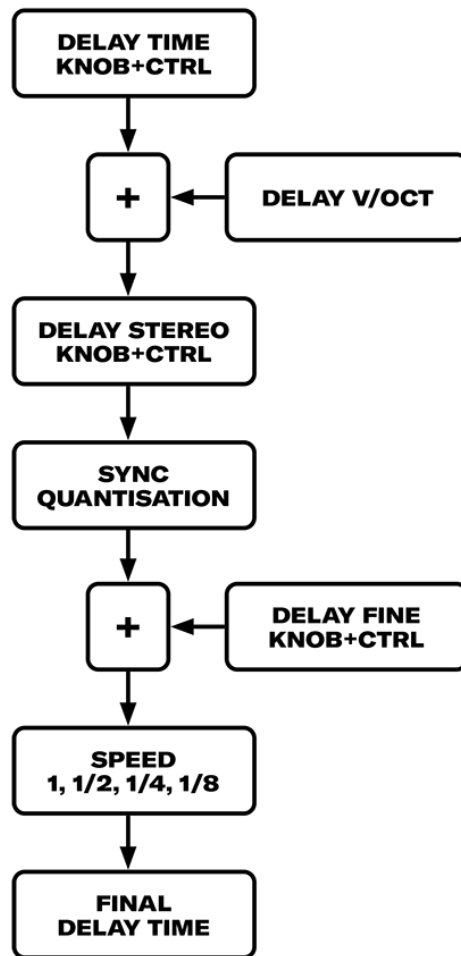 DELAY TIME
KNOB+CTRL
+
DELAY V/OCT
DELAY STEREO
KNOB+CTRL
SYNC
QUANTISATION
+
DELAY FINE
KNOB+CTRL
SPEED
1, 1/2, 1/4, 1/8
FINAL
DELAY TIME